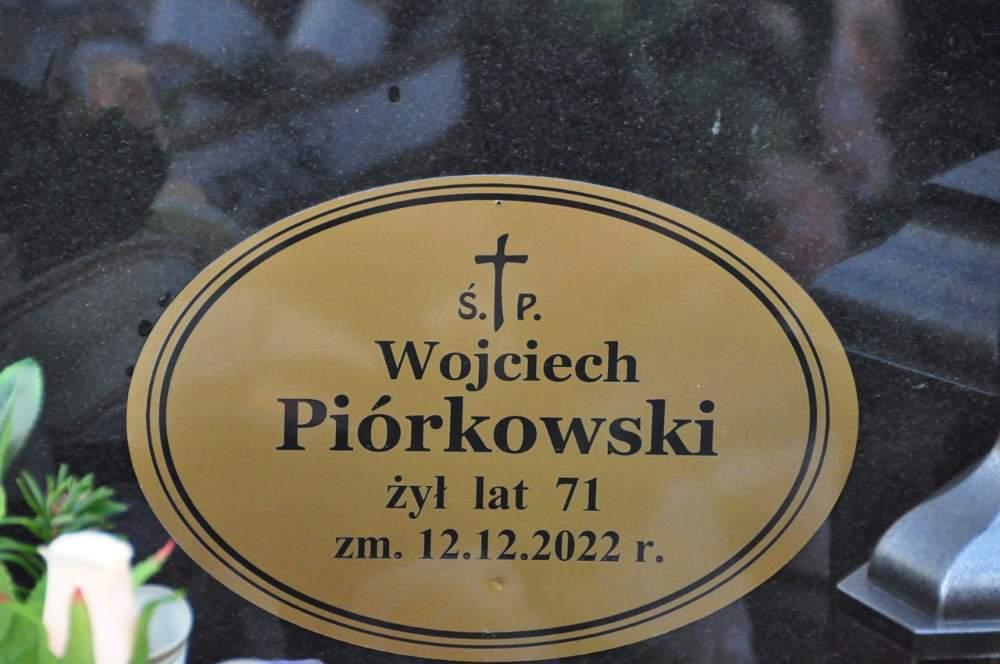 Ś. P.
Wojciech
Piórkowski
żył lat 71
zm. 12.12.2022 r.